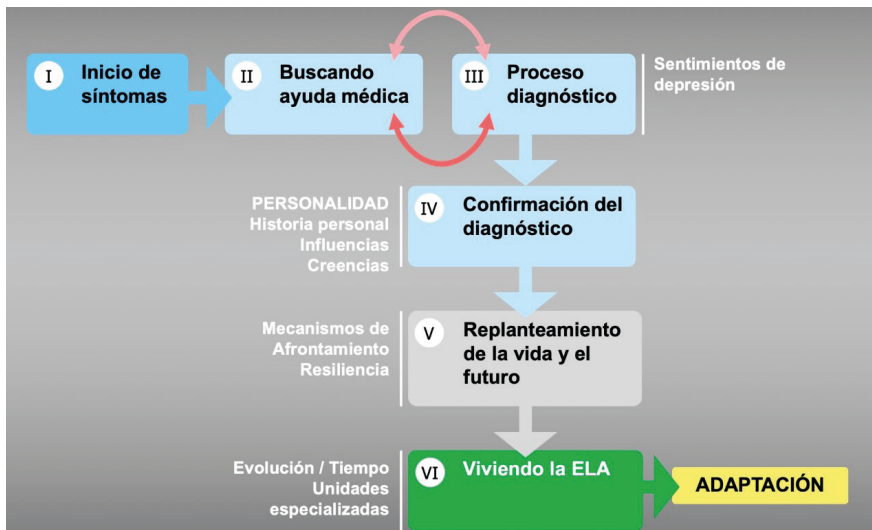 I
Inicio de
síntomas
II
Buscando
ayuda médica
III
Proceso
diagnóstico
Sentimientos de
depresión
PERSONALIDAD
Historia personal
Influencias
Creencias
IV
Confirmación del
diagnóstico
Mecanismos de
Afrontamiento
Resiliencia
V
Replanteamiento
de la vida y el
futuro
Evolución / Tiempo
Unidades
especializadas
VI
Viviendo la ELA
ADAPTACIÓN